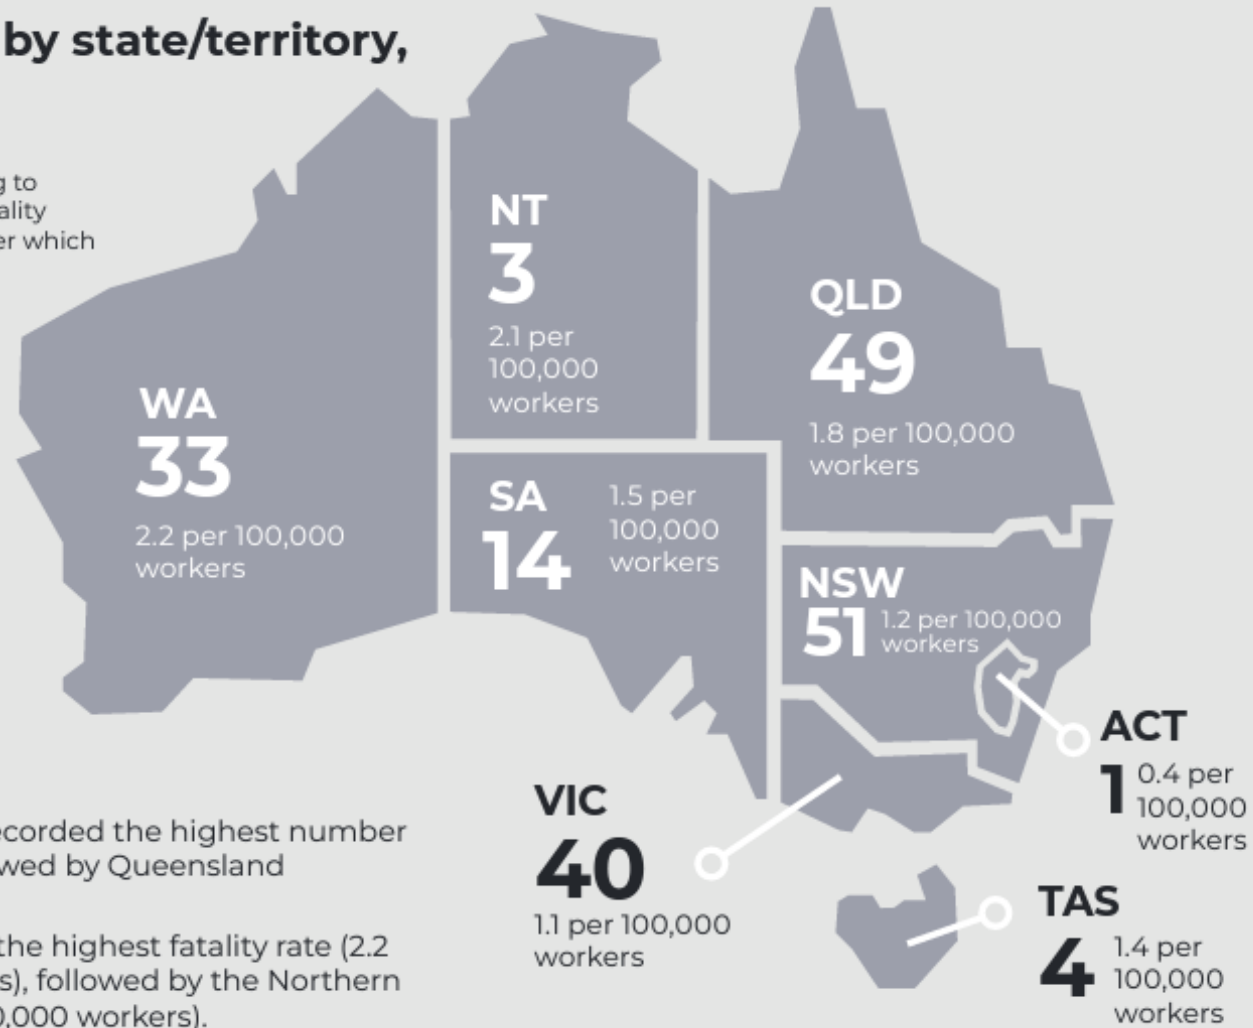 by state/territory,
to
er which
NT
3
2.1 per
100,000
workers
QLD
49
1.8 per 100,000
workers
WA
33
2.2 per 100,000
workers
SA
14
1.5 per
100,000
workers
NSW
51
1.2 per 100,000
workers
ACT
1
0.4 per
100,000
workers
VIC
40
1.1 per 100,000
workers
TAS
4
1.4 per
100,000
workers
ecorded the highest number
wed by Queensland
the highest fatality rate (2.2
s), followed by the Northern
0,000 workers).